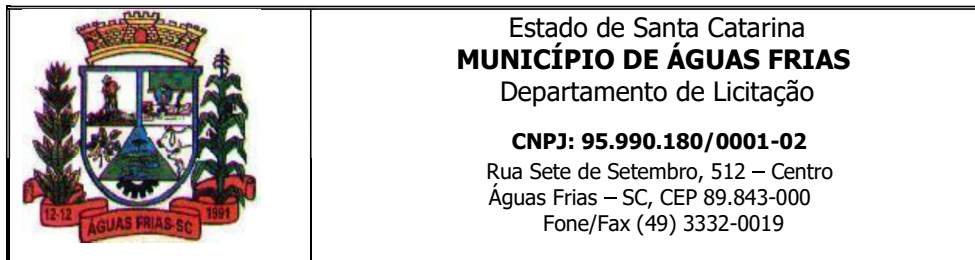 Estado de Santa Catarina
MUNICÍPIO DE ÁGUAS FRIAS
Departamento de Licitação
CNPJ: 95.990.180/0001-02
Rua Sete de Setembro, 512 – Centro
Águas Frias – SC, CEP 89.843-000
Fone/Fax (49) 3332-0019
12-12
ÁGUAS FRIAS-SC
1991